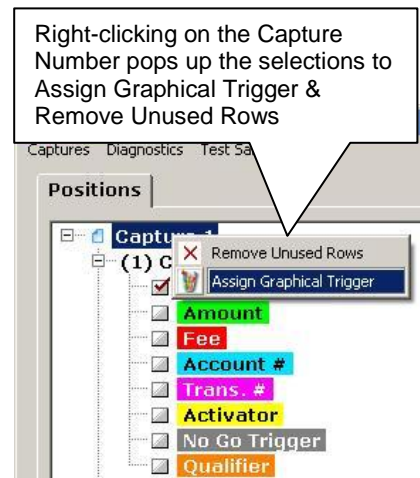 Right-clicking on the Capture
Number pops up the selections to
Assign Graphical Trigger &
Remove Unused Rows
Captures Diagnostics Test Sa
Positions
Capture 1
Remove Unused Rows
(1) C
Assign Graphical Trigger
Amount
Fee
Account #
Trans. #
Activator
No Go Trigger
Qualifier